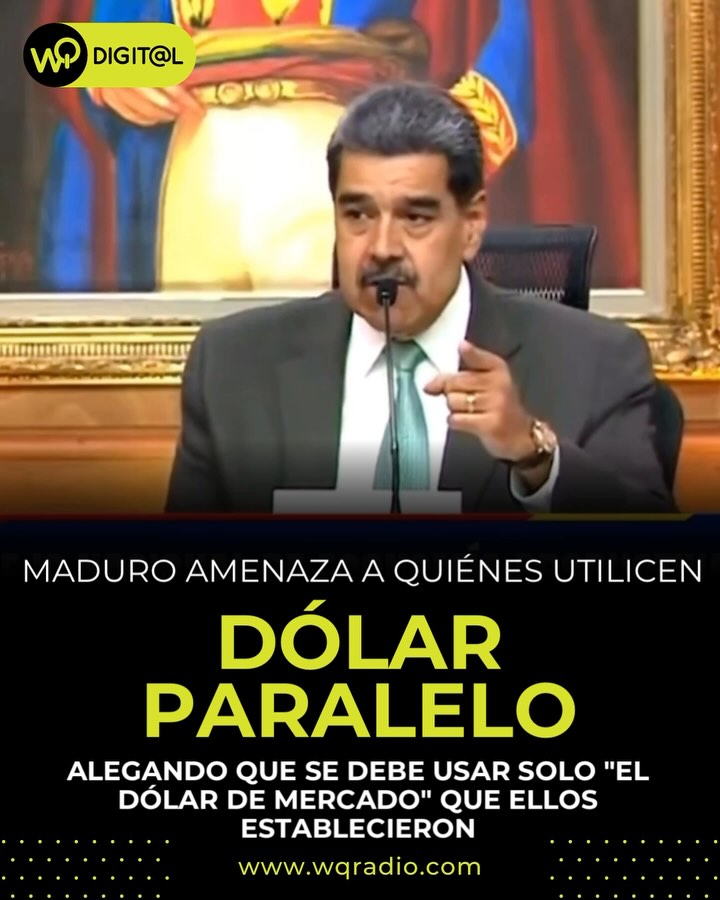 WQ DIGIT@L
MADURO AMENAZA A QUIÉNES UTILICEN
DÓLAR
PARALELO
ALEGANDO QUE SE DEBE USAR SOLO "EL
DÓLAR DE MERCADO" QUE ELLOS
ESTABLECIERON
www.wqradio.com